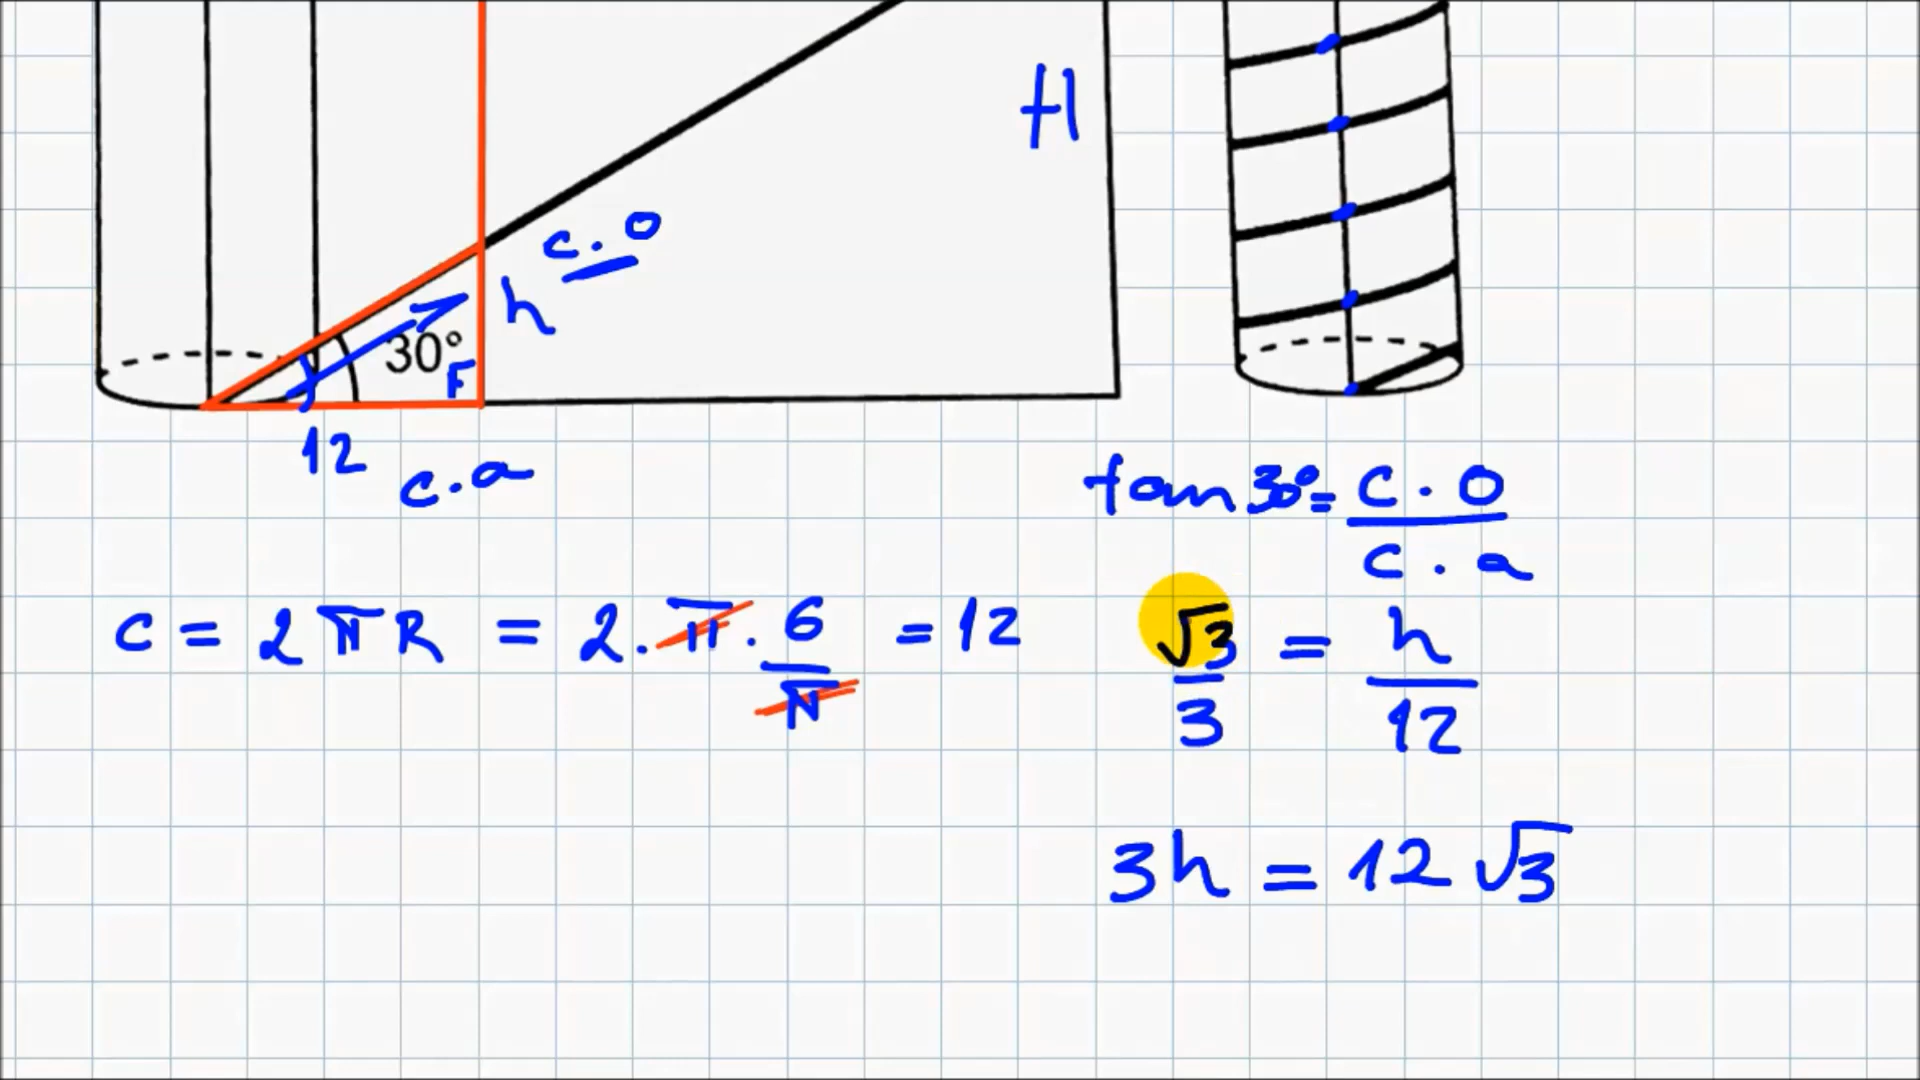 H
c.o
h
30°
F
12
c.a
tan 30° = c.o / c.a
c = 2πR = 2.π.6/π = 12
√3/3 = h/12
3h = 12√3